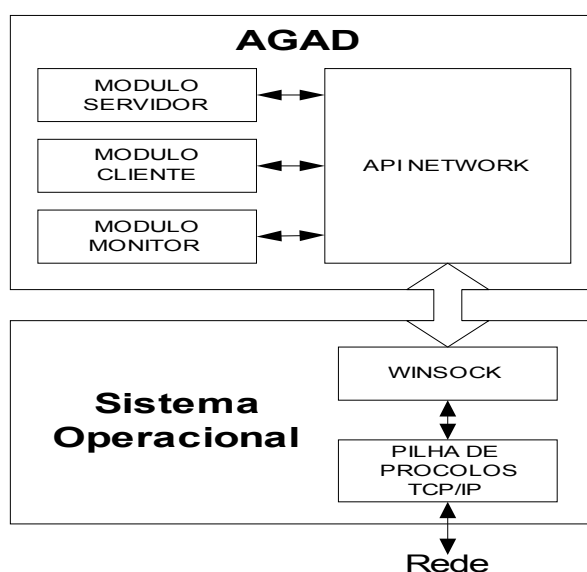 AGAD
MODULO
SERVIDOR
MODULO
CLIENTE
MODULO
MONITOR
API NETWORK
Sistema
Operacional
WINSOCK
PILHA DE
PROCOLOS
TCP/IP
Rede